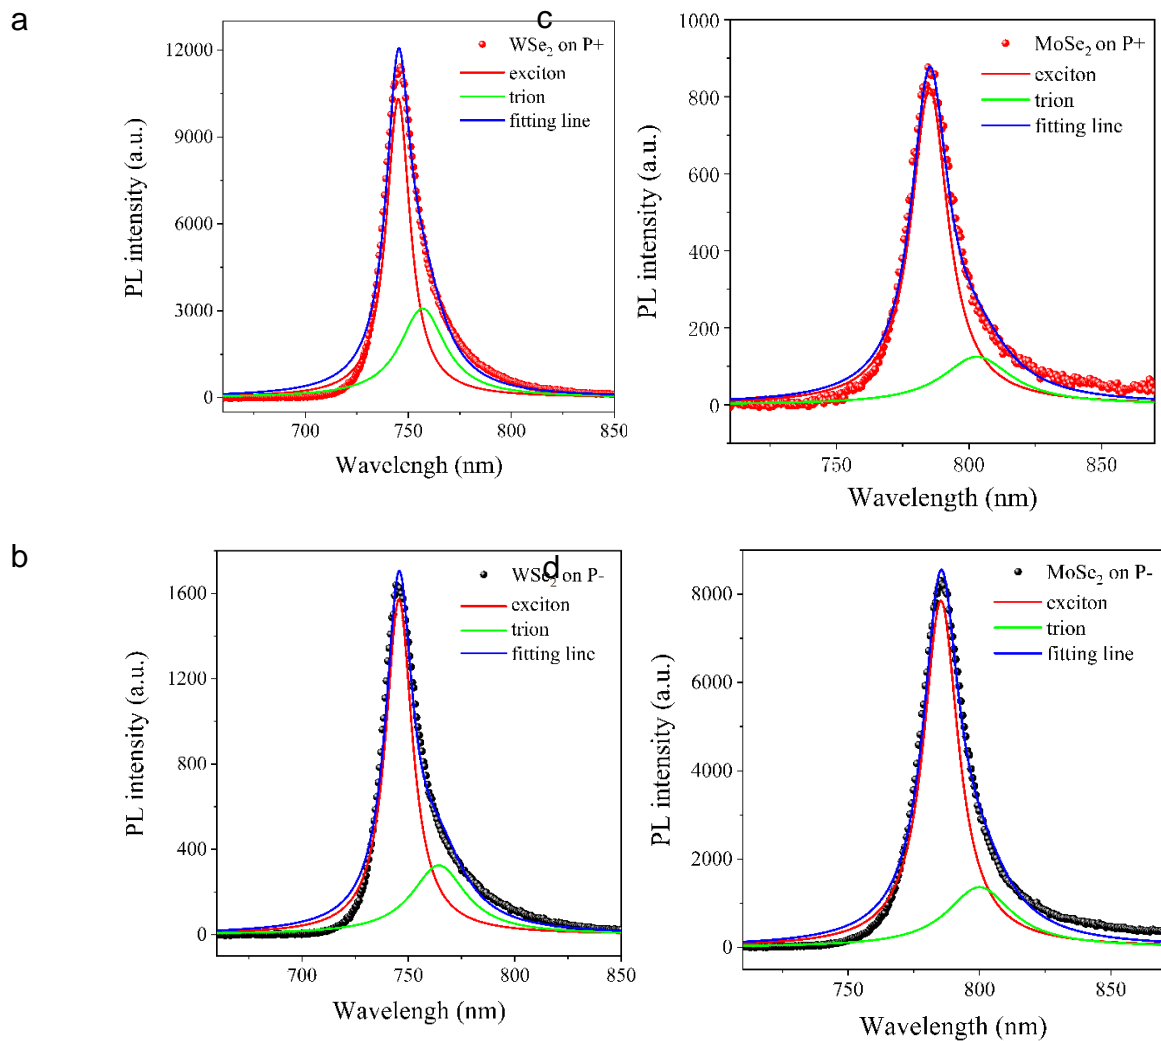 a
12000
9000
6000
3000
0
PL intensity (a.u.)
700
750
800
850
Wavelengh (nm)
WSe₂ on P+
exciton
trion
fitting line
c
1000
800
600
400
200
0
PL intensity (a.u.)
750
800
850
Wavelength (nm)
MoSe₂ on P+
exciton
trion
fitting line
b
1600
1200
800
400
0
PL intensity (a.u.)
700
750
800
850
Wavelengh (nm)
WSe₂ on P-
exciton
trion
fitting line
d
8000
6000
4000
2000
0
PL intensity (a.u.)
750
800
850
Wavelength (nm)
MoSe₂ on P-
exciton
trion
fitting line